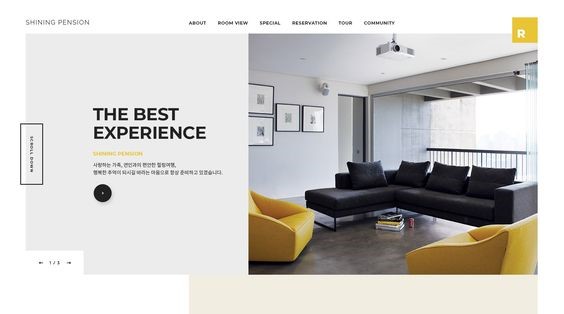 SHINING PENSION
ABOUT
ROOM VIEW
SPECIAL
RESERVATION
TOUR
COMMUNITY
R
THE BEST
EXPERIENCE
SHINING PENSION
사랑하는 가족, 연인과의 편안한 힐링여행,
행복한 추억이 되시길 바라는 마음으로 항상 준비하고 있겠습니다.
SCROLL DOWN
1 / 3